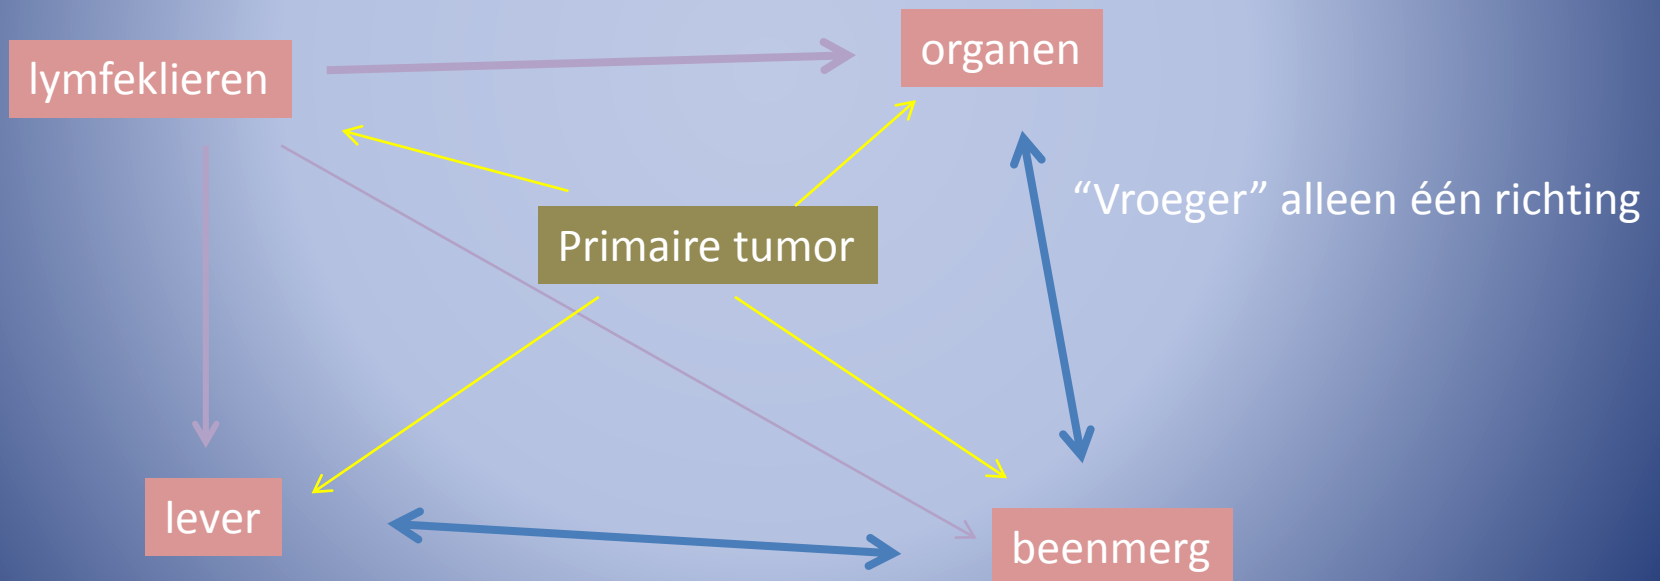 organen
lymfeklieren
“Vroeger” alleen één richting
Primaire tumor
lever
beenmerg